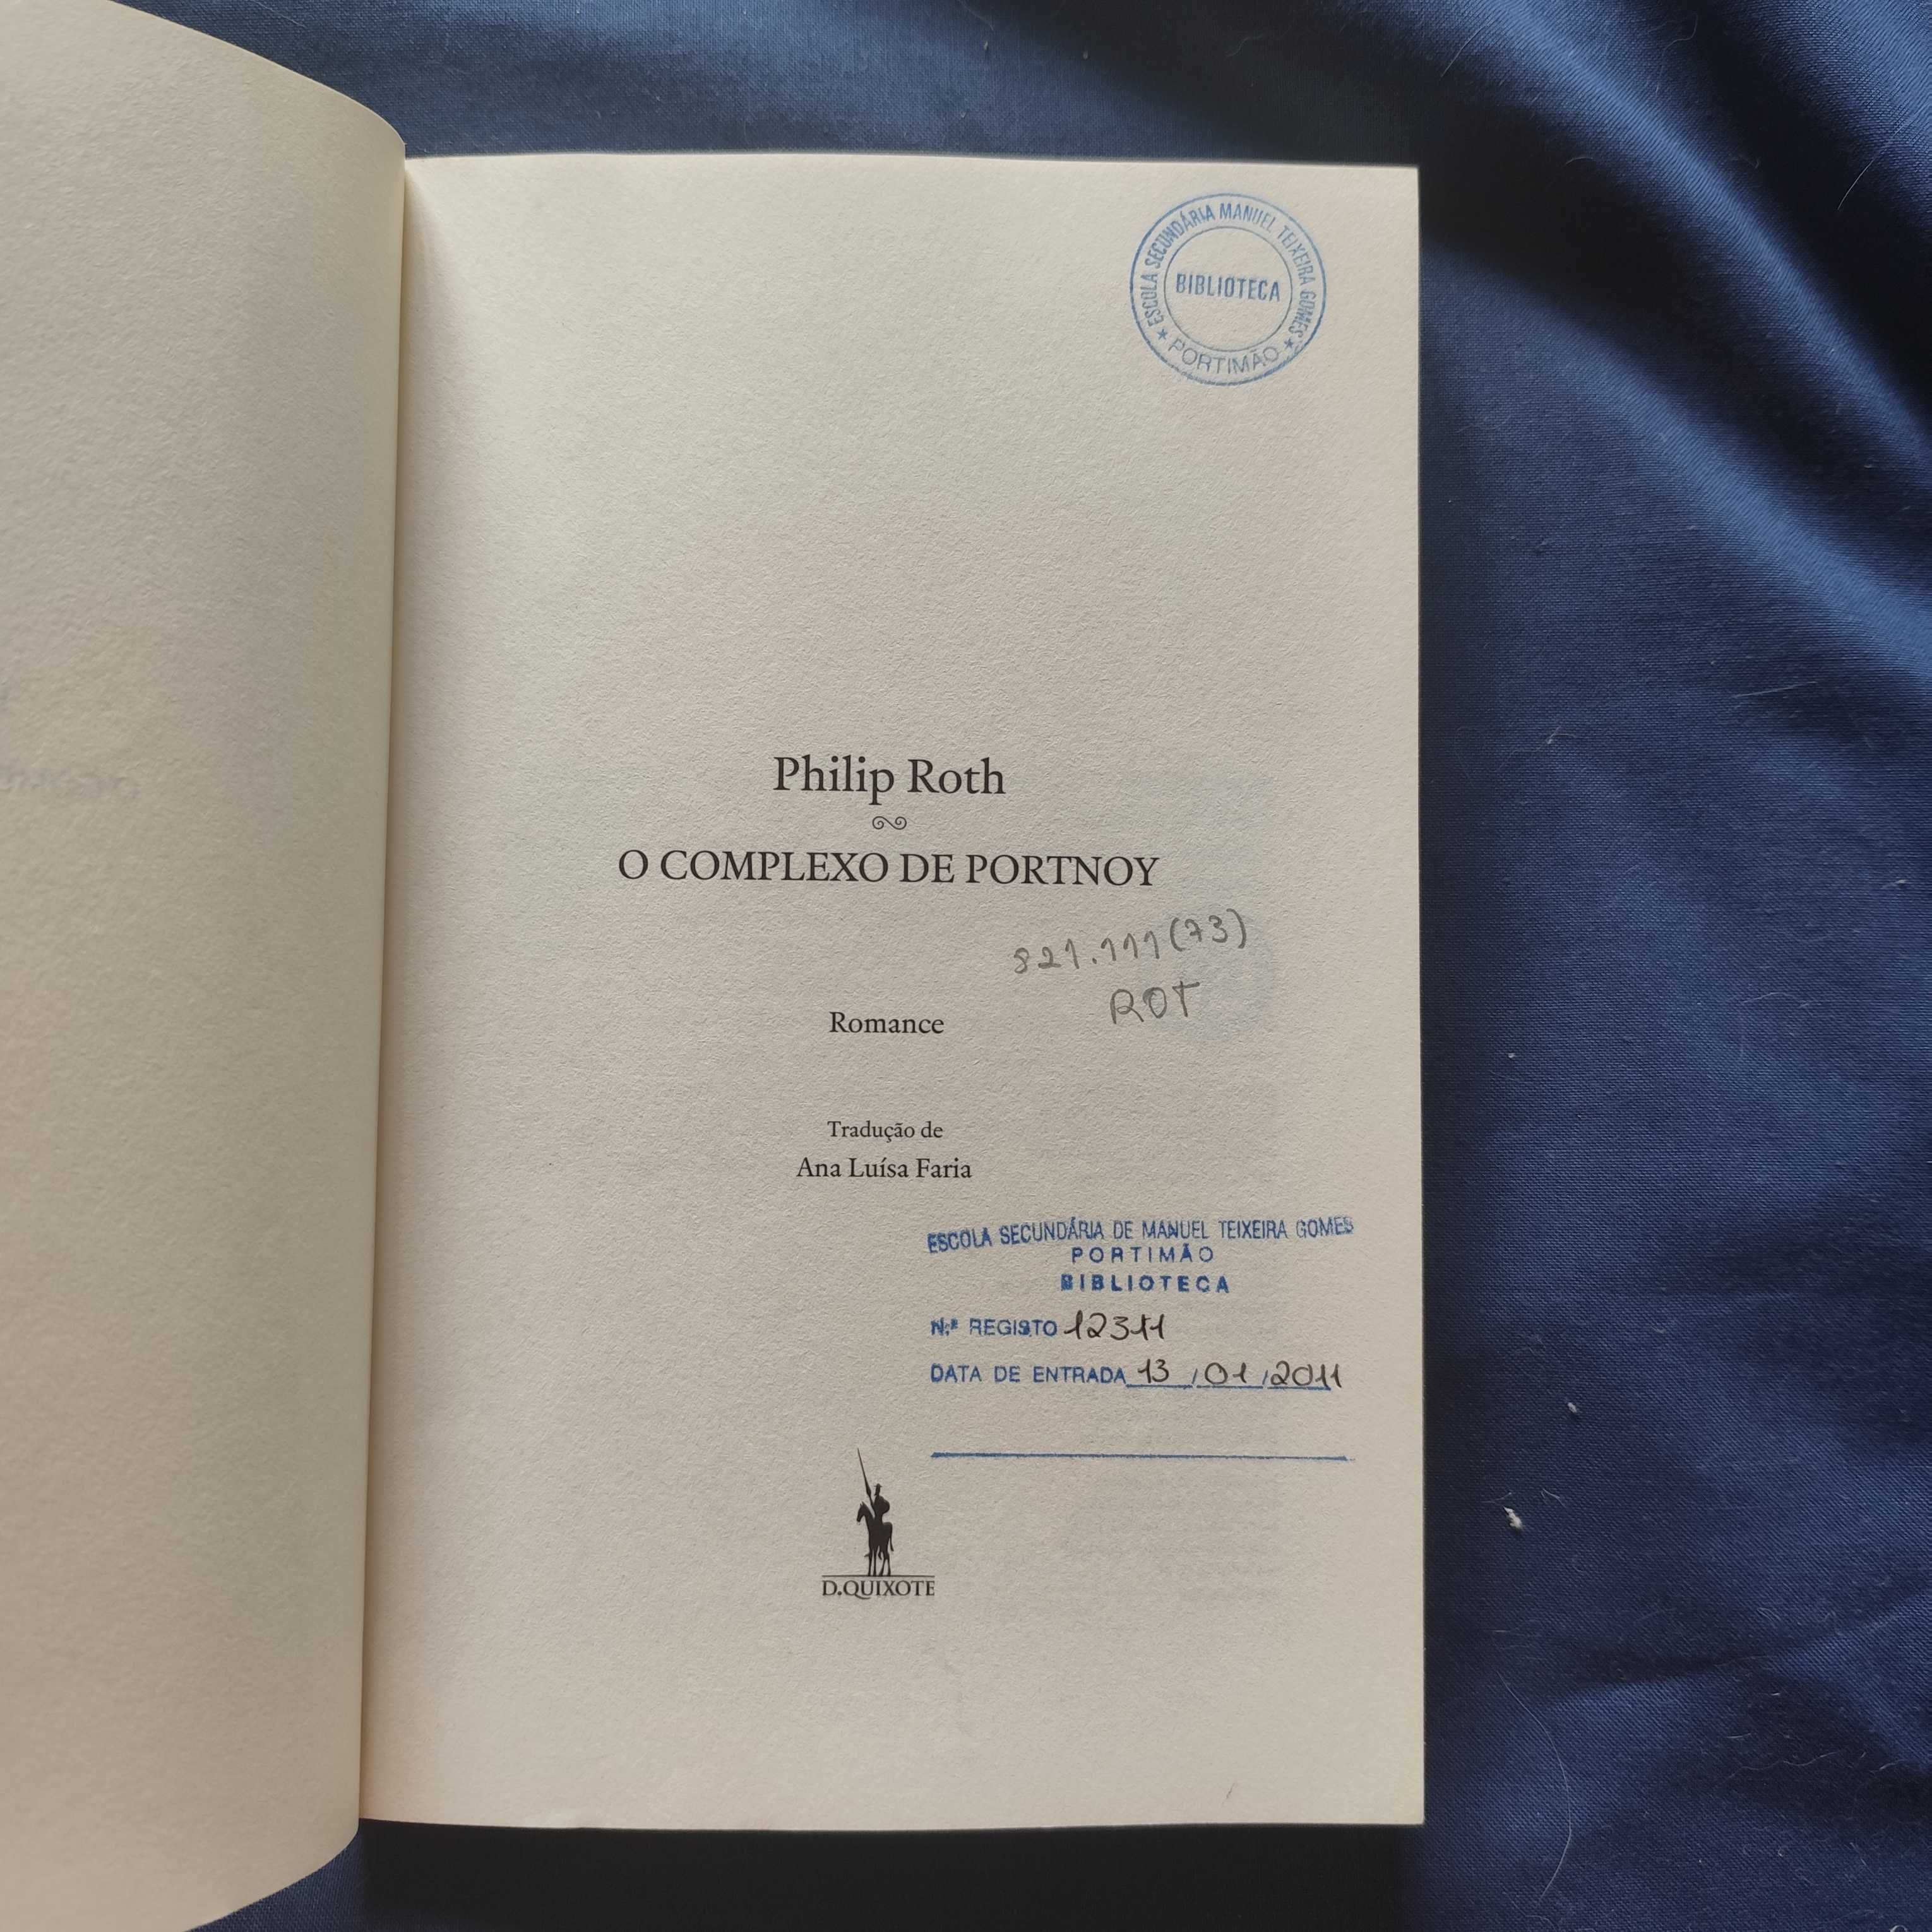 ESCOLA SECUNDÁRIA MANUEL TEIXEIRA GOMES
★ PORTIMÃO ★
BIBLIOTECA
Philip Roth
O COMPLEXO DE PORTNOY
821.111(73)
ROT
Romance
Tradução de
Ana Luísa Faria
ESCOLA SECUNDÁRIA DE MANUEL TEIXEIRA GOMES
PORTIMÃO
BIBLIOTECA
N.º REGISTO 12311
DATA DE ENTRADA 13/01/2011
D.QUIXOTE